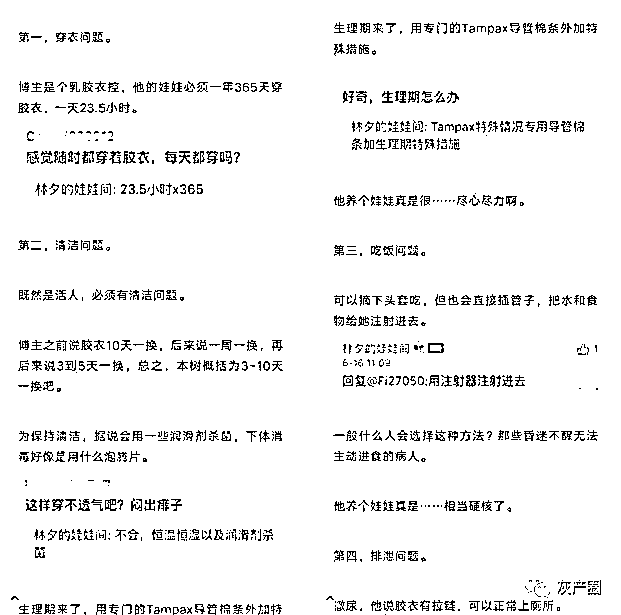 第一，穿衣问题。
博主是个乳胶衣控，他的娃娃必须一年365天穿
胶衣，一天23.5小时。
感觉随时都穿着胶衣，每天都穿吗？
林夕的娃娃间: 23.5小时x365
第二，清洁问题。
既然是活人，必须有清洁问题。
博主之前说胶衣10天一换，后来说一周一换，再
后来说3到5天一换，总之，本树概括为3-10天
一换吧。
为保持清洁，据说会用一些润滑剂杀菌，下体消
毒好像是用什么泡腾片。
这样穿不透气吧？闷出痱子
林夕的娃娃间: 不会，恒温恒湿以及润滑剂杀
菌
生理期来了，用专门的Tampax导管棉条外加特
生理期来了，用专门的Tampax导管棉条外加特
殊措施。
好奇，生理期怎么办
林夕的娃娃间: Tampax特殊情况专用导管棉
条加生理期特殊措施
他养个娃娃真是很……尽心尽力啊。
第三，吃饭问题。
可以摘下头套吃，但也会直接插管子，把水和食
物给她注射进去。
林夕的娃娃间
1
回复@Fi27050:用注射器注射进去
一般什么人会选择这种方法？那些昏迷不醒无法
主动进食的病人。
他养个娃娃真是……相当硬核了。
第四，排泄问题。
激尿，他说胶衣有拉链，可以正常上厕所。
灰产圈